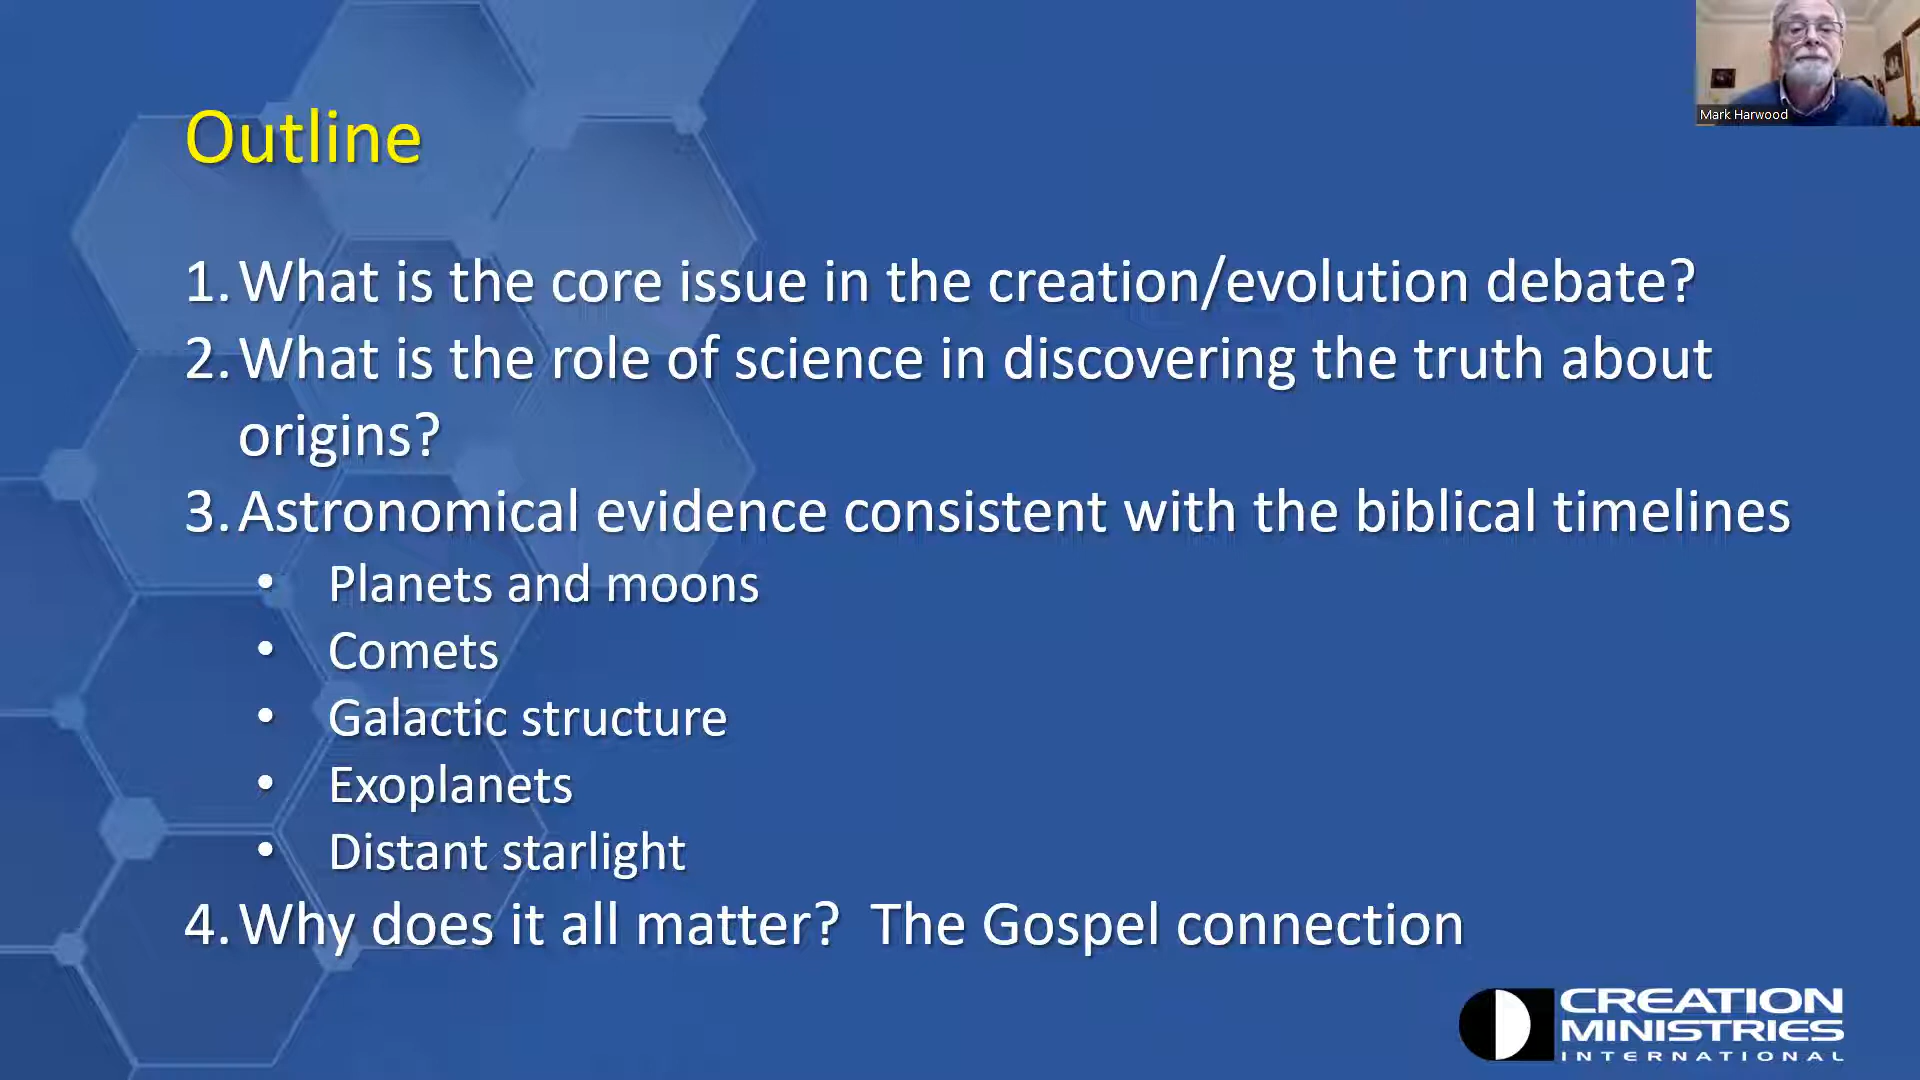 Mark Harwood
Outline
1. What is the core issue in the creation/evolution debate?
2. What is the role of science in discovering the truth about
origins?
3. Astronomical evidence consistent with the biblical timelines
• Planets and moons
• Comets
• Galactic structure
• Exoplanets
• Distant starlight
4. Why does it all matter?  The Gospel connection
CREATION
MINISTRIES
INTERNATIONAL